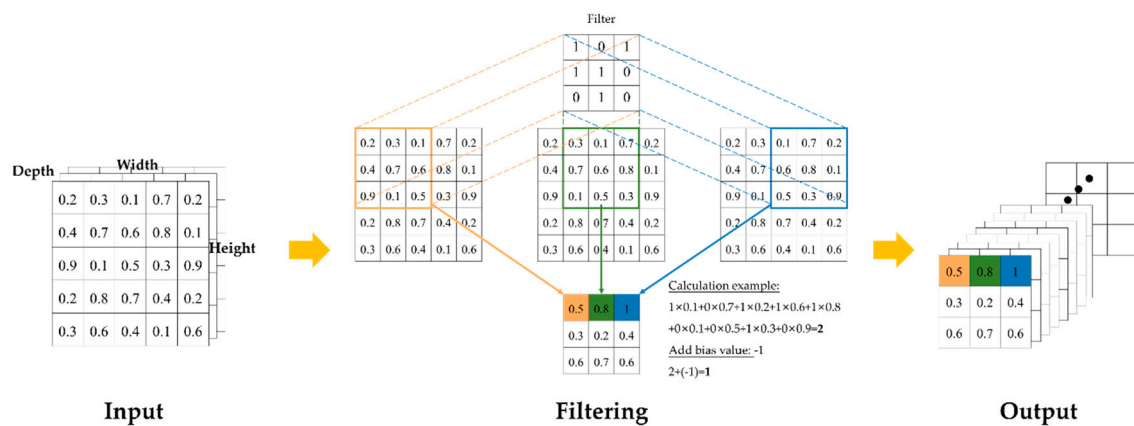 Filter
1 0 1
1 1 0
0 1 0
Depth
Width
Height
0.2 0.3 0.1 0.7 0.2
0.4 0.7 0.6 0.8 0.1
0.9 0.1 0.5 0.3 0.9
0.2 0.8 0.7 0.4 0.2
0.3 0.6 0.4 0.1 0.6
0.2 0.3 0.1 0.7 0.2
0.4 0.7 0.6 0.8 0.1
0.9 0.1 0.5 0.3 0.9
0.2 0.8 0.7 0.4 0.2
0.3 0.6 0.4 0.1 0.6
0.2 0.3 0.1 0.7 0.2
0.4 0.7 0.6 0.8 0.1
0.9 0.1 0.5 0.3 0.9
0.2 0.8 0.7 0.4 0.2
0.3 0.6 0.4 0.1 0.6
0.2 0.3 0.1 0.7 0.2
0.4 0.7 0.6 0.8 0.1
0.9 0.1 0.5 0.3 0.9
0.2 0.8 0.7 0.4 0.2
0.3 0.6 0.4 0.1 0.6
0.5 0.8 1
0.3 0.2 0.4
0.6 0.7 0.6
Calculation example:
1×0.1+0×0.7+1×0.2+1×0.6+1×0.8
+0×0.1+0×0.5+1×0.3+0×0.9=2
Add bias value: -1
2+(-1)=1
0.5 0.8 1
0.3 0.2 0.4
0.6 0.7 0.6
Input
Filtering
Output